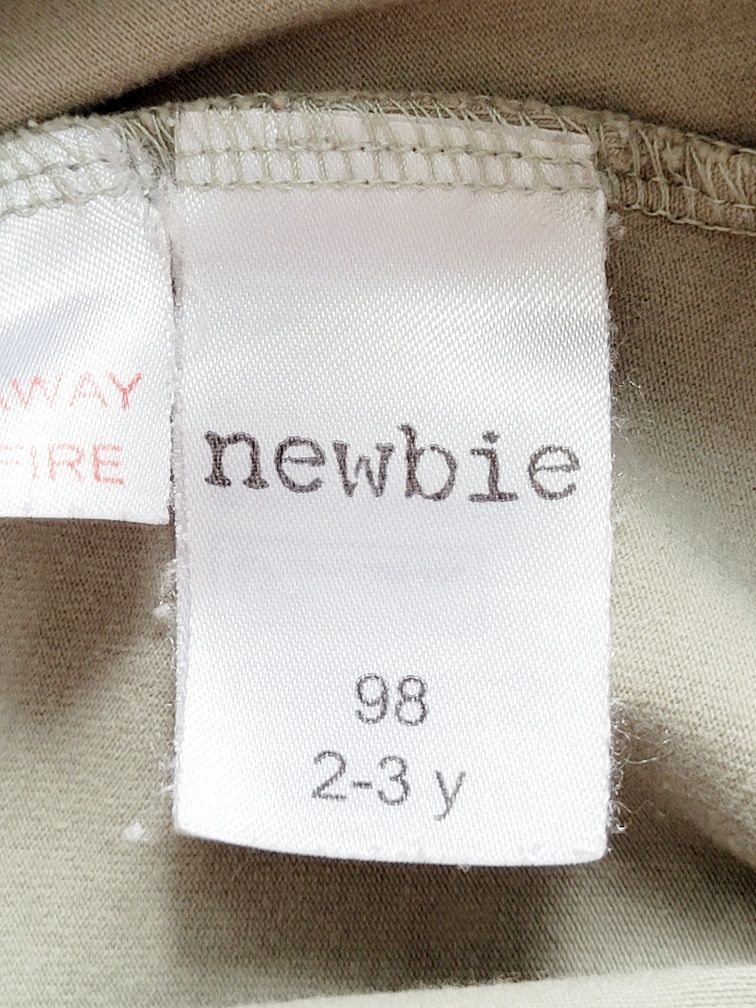 AWAY
FIRE
newbie
98
2-3 y